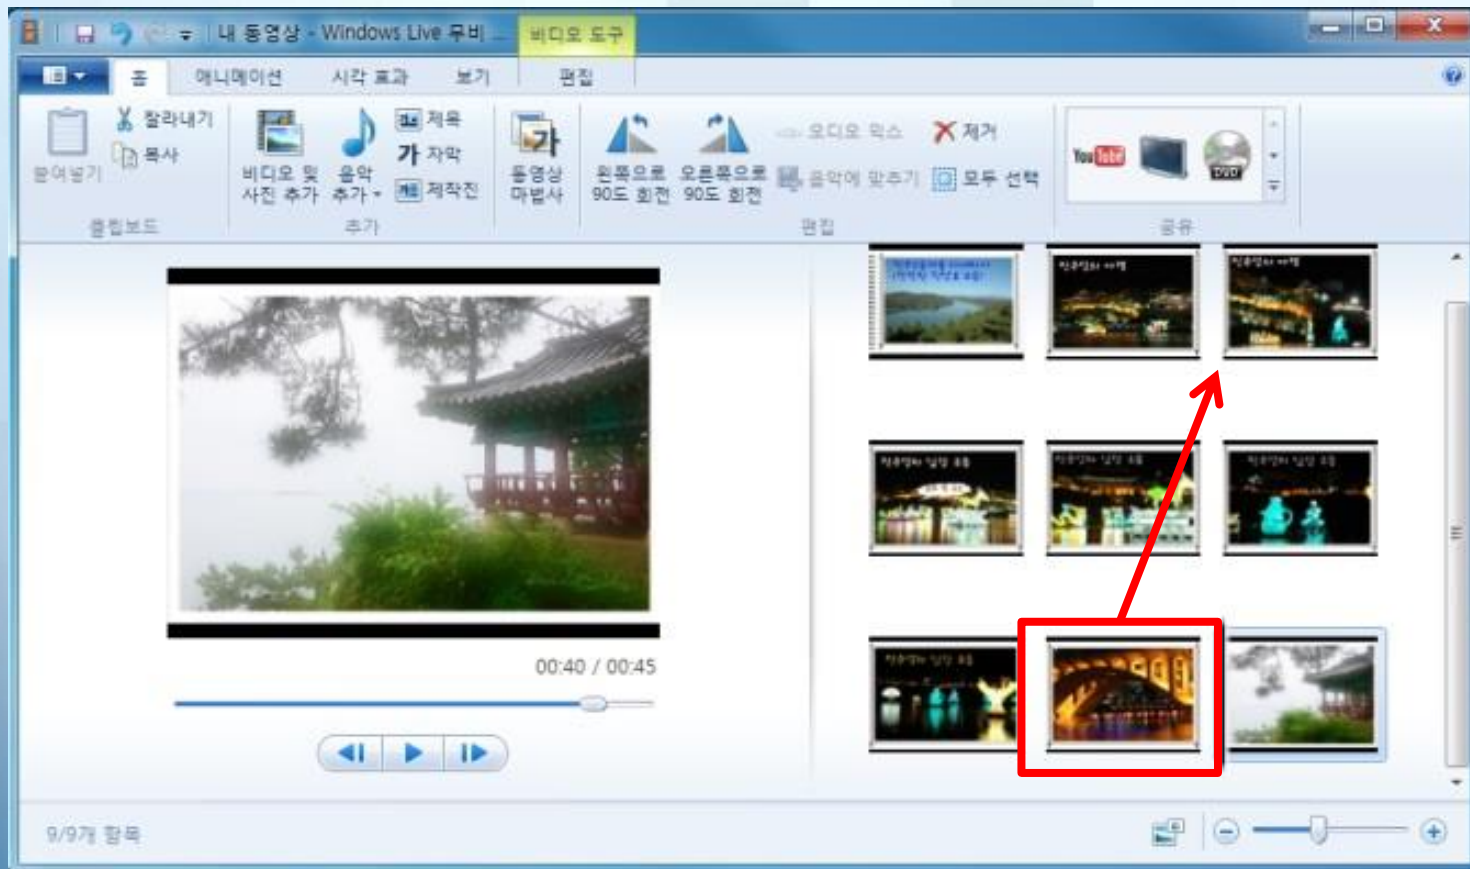 내 동영상 - Windows Live 무비 ...
비디오 도구
홈
애니메이션
시각 효과
보기
편집
붙여넣기
잘라내기
복사
클립보드
비디오 및
사진 추가
음악
추가
제목
가 자막
제작진
추가
동영상
마법사
왼쪽으로
90도 회전
오른쪽으로
90도 회전
오디오 믹스
음악에 맞추기
제거
모두 선택
편집
YouTube
DVD
공유
00:40 / 00:45
9/9개 항목